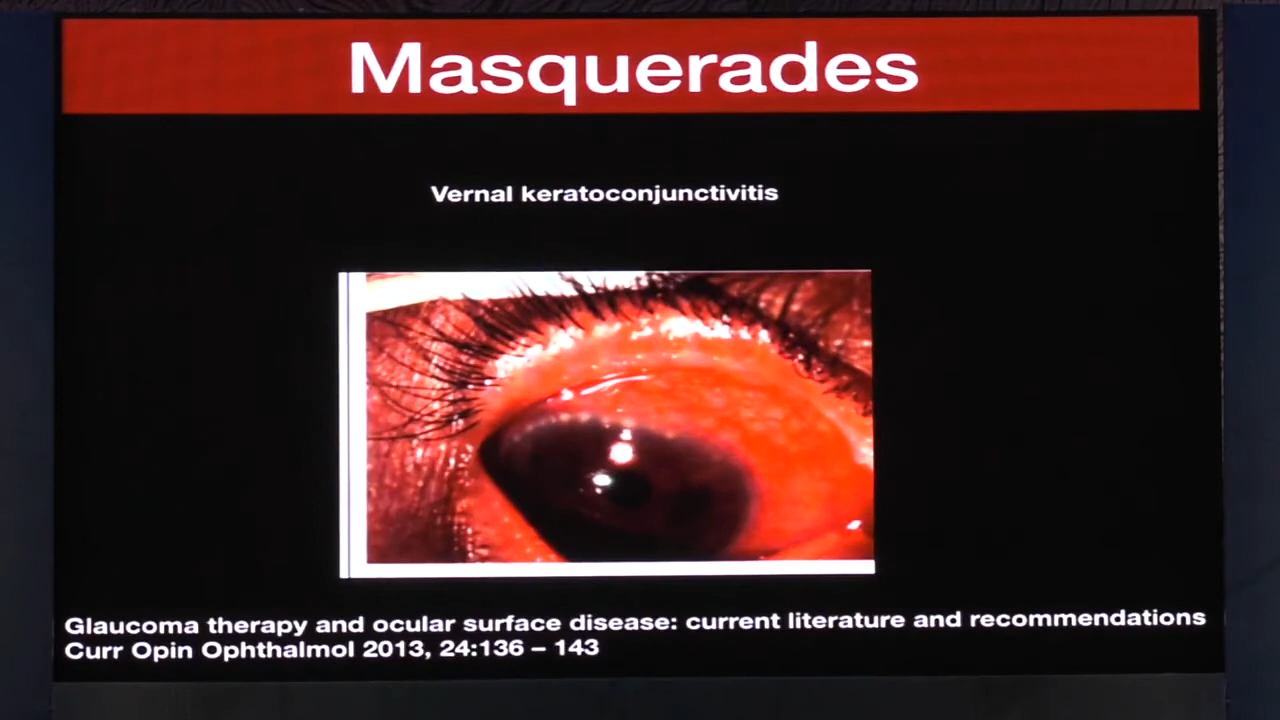 Masquerades
Vernal keratoconjunctivitis
Glaucoma therapy and ocular surface disease: current literature and recommendations
Curr Opin Ophthalmol 2013, 24:136 – 143